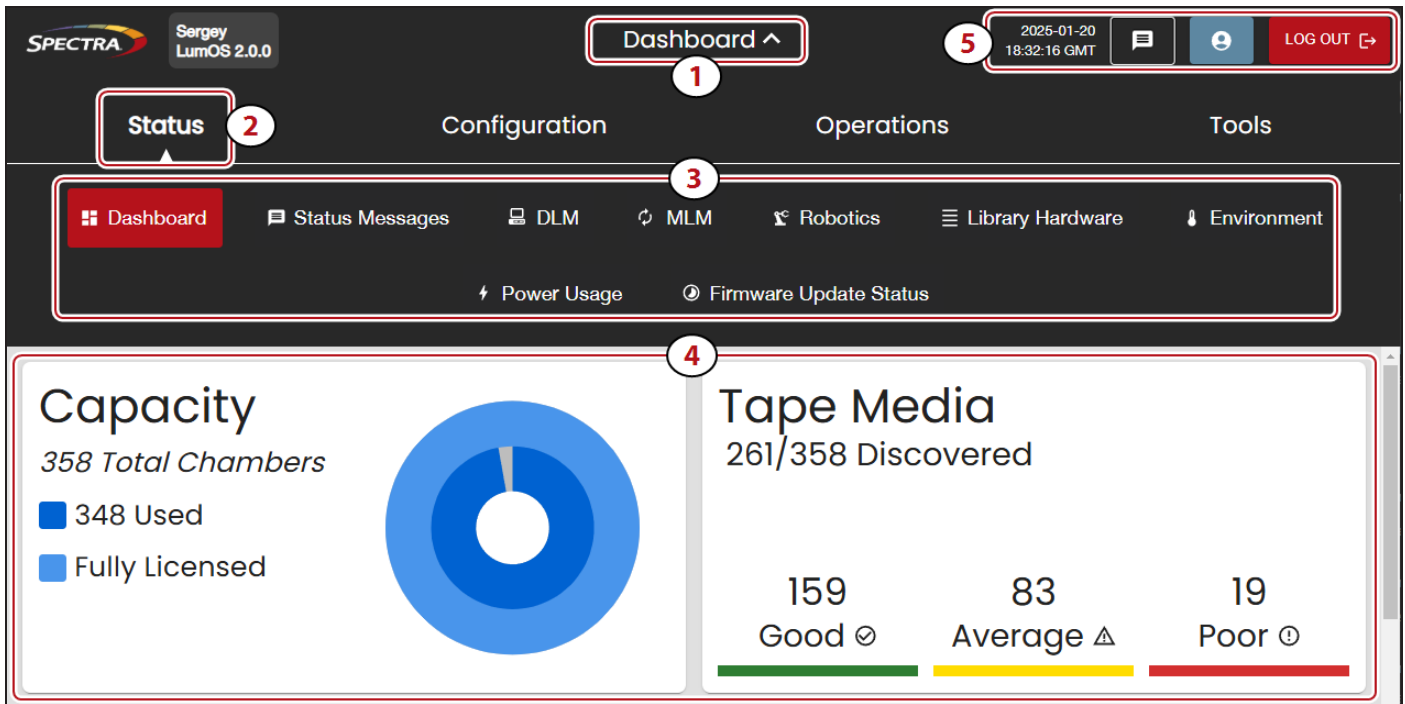 SPECTRA
Sergey
LumOS 2.0.0
Dashboard
1
5
2025-01-20
18:32:16 GMT
LOG OUT
Status
2
Configuration
Operations
Tools
3
Dashboard
Status Messages
DLM
MLM
Robotics
Library Hardware
Environment
Power Usage
Firmware Update Status
4
Capacity
358 Total Chambers
348 Used
Fully Licensed
Tape Media
261/358 Discovered
159
Good
83
Average
19
Poor